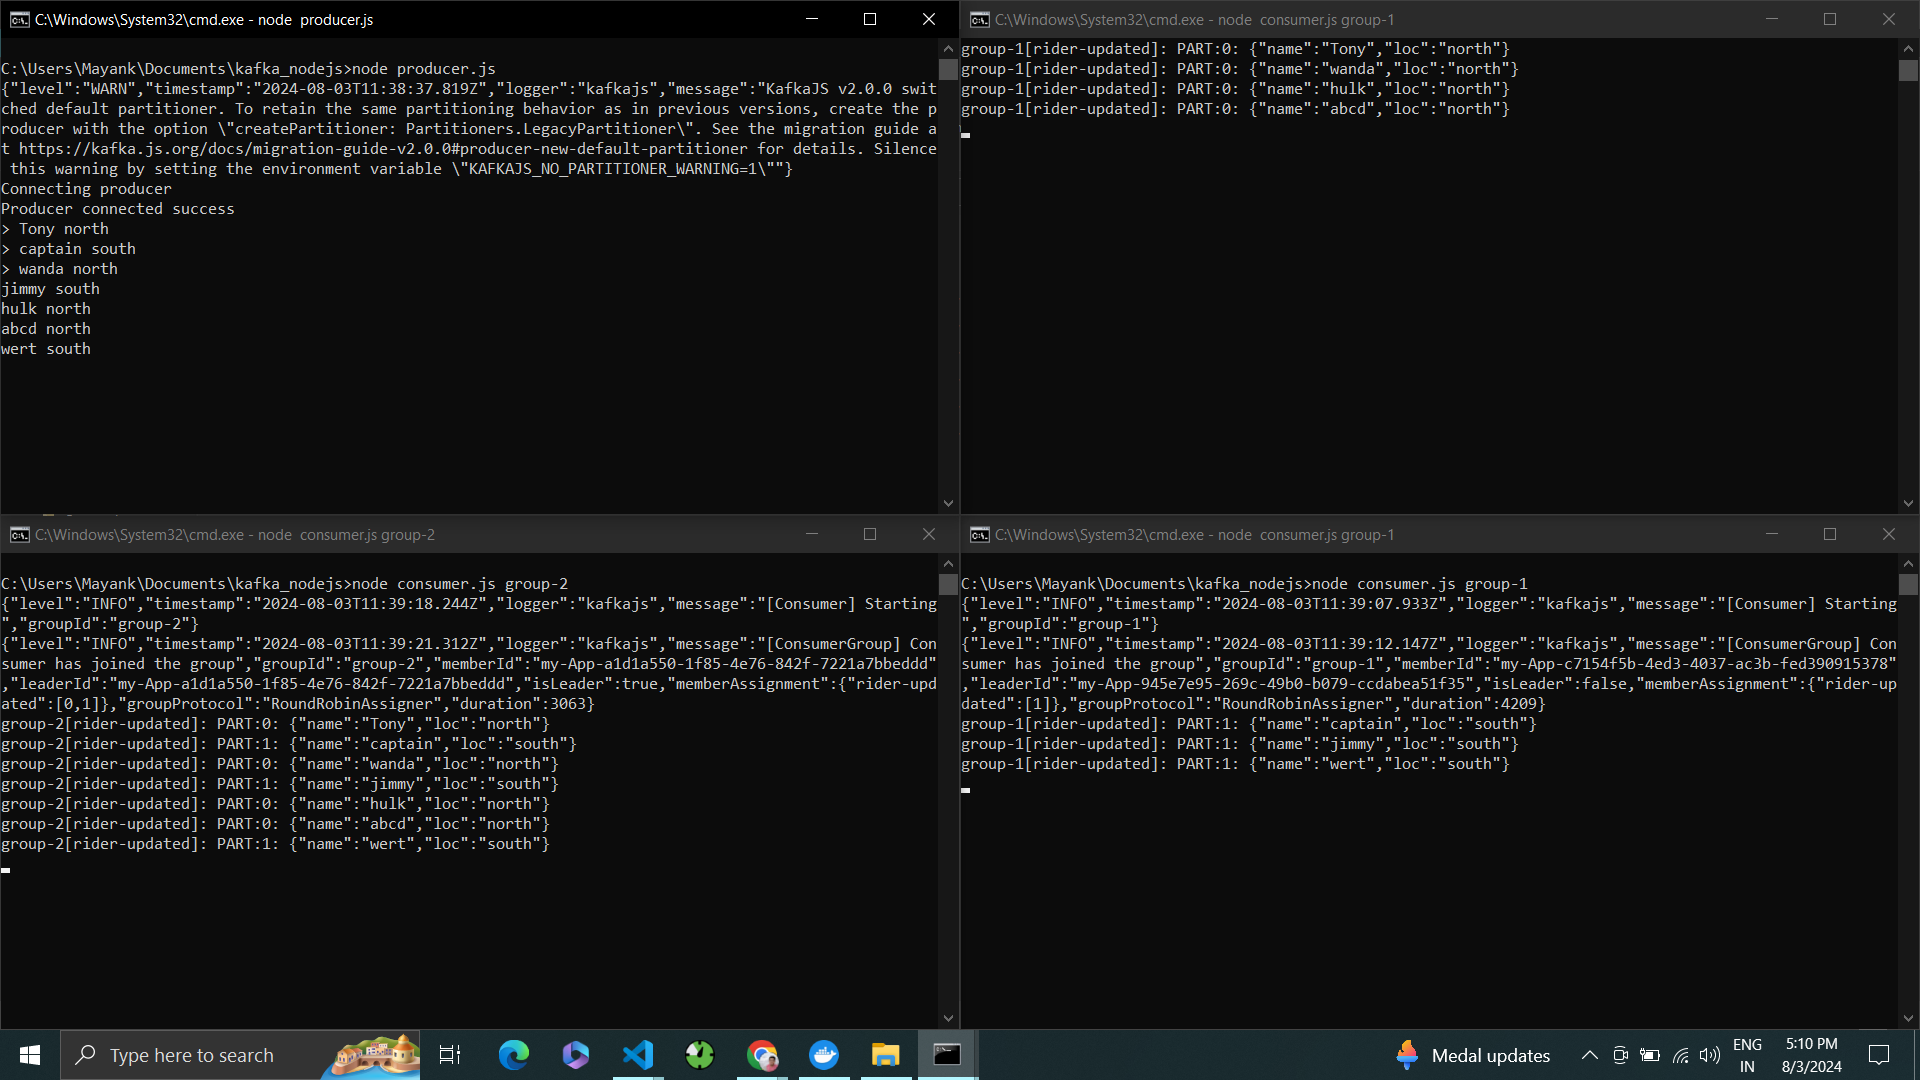 C:\Windows\System32\cmd.exe - node  producer.js
C:\Users\Mayank\Documents\kafka_nodejs>node producer.js
{"level":"WARN","timestamp":"2024-08-03T11:38:37.819Z","logger":"kafkajs","message":"KafkaJS v2.0.0 swit
ched default partitioner. To retain the same partitioning behavior as in previous versions, create the p
roducer with the option \"createPartitioner: Partitioners.LegacyPartitioner\". See the migration guide a
t https://kafka.js.org/docs/migration-guide-v2.0.0#producer-new-default-partitioner for details. Silence
 this warning by setting the environment variable \"KAFKAJS_NO_PARTITIONER_WARNING=1\""}
Connecting producer
Producer connected success
> Tony north
> captain south
> wanda north
jimmy south
hulk north
abcd north
wert south
C:\Windows\System32\cmd.exe - node  consumer.js group-1
group-1[rider-updated]: PART:0: {"name":"Tony","loc":"north"}
group-1[rider-updated]: PART:0: {"name":"wanda","loc":"north"}
group-1[rider-updated]: PART:0: {"name":"hulk","loc":"north"}
group-1[rider-updated]: PART:0: {"name":"abcd","loc":"north"}
C:\Windows\System32\cmd.exe - node  consumer.js group-2
C:\Users\Mayank\Documents\kafka_nodejs>node consumer.js group-2
{"level":"INFO","timestamp":"2024-08-03T11:39:18.244Z","logger":"kafkajs","message":"[Consumer] Starting
","groupId":"group-2"}
{"level":"INFO","timestamp":"2024-08-03T11:39:21.312Z","logger":"kafkajs","message":"[ConsumerGroup] Con
sumer has joined the group","groupId":"group-2","memberId":"my-App-a1d1a550-1f85-4e76-842f-7221a7bbeddd"
,"leaderId":"my-App-a1d1a550-1f85-4e76-842f-7221a7bbeddd","isLeader":true,"memberAssignment":{"rider-upd
ated":[0,1]},"groupProtocol":"RoundRobinAssigner","duration":3063}
group-2[rider-updated]: PART:0: {"name":"Tony","loc":"north"}
group-2[rider-updated]: PART:1: {"name":"captain","loc":"south"}
group-2[rider-updated]: PART:0: {"name":"wanda","loc":"north"}
group-2[rider-updated]: PART:1: {"name":"jimmy","loc":"south"}
group-2[rider-updated]: PART:0: {"name":"hulk","loc":"north"}
group-2[rider-updated]: PART:0: {"name":"abcd","loc":"north"}
group-2[rider-updated]: PART:1: {"name":"wert","loc":"south"}
C:\Windows\System32\cmd.exe - node  consumer.js group-1
C:\Users\Mayank\Documents\kafka_nodejs>node consumer.js group-1
{"level":"INFO","timestamp":"2024-08-03T11:39:07.933Z","logger":"kafkajs","message":"[Consumer] Starting
","groupId":"group-1"}
{"level":"INFO","timestamp":"2024-08-03T11:39:12.147Z","logger":"kafkajs","message":"[ConsumerGroup] Con
sumer has joined the group","groupId":"group-1","memberId":"my-App-c7154f5b-4ed3-4037-ac3b-fed390915378"
,"leaderId":"my-App-945e7e95-269c-49b0-b079-ccdabea51f35","isLeader":false,"memberAssignment":{"rider-up
dated":[1]},"groupProtocol":"RoundRobinAssigner","duration":4209}
group-1[rider-updated]: PART:1: {"name":"captain","loc":"south"}
group-1[rider-updated]: PART:1: {"name":"jimmy","loc":"south"}
group-1[rider-updated]: PART:1: {"name":"wert","loc":"south"}
Type here to search
Medal updates
ENG
IN
5:10 PM
8/3/2024